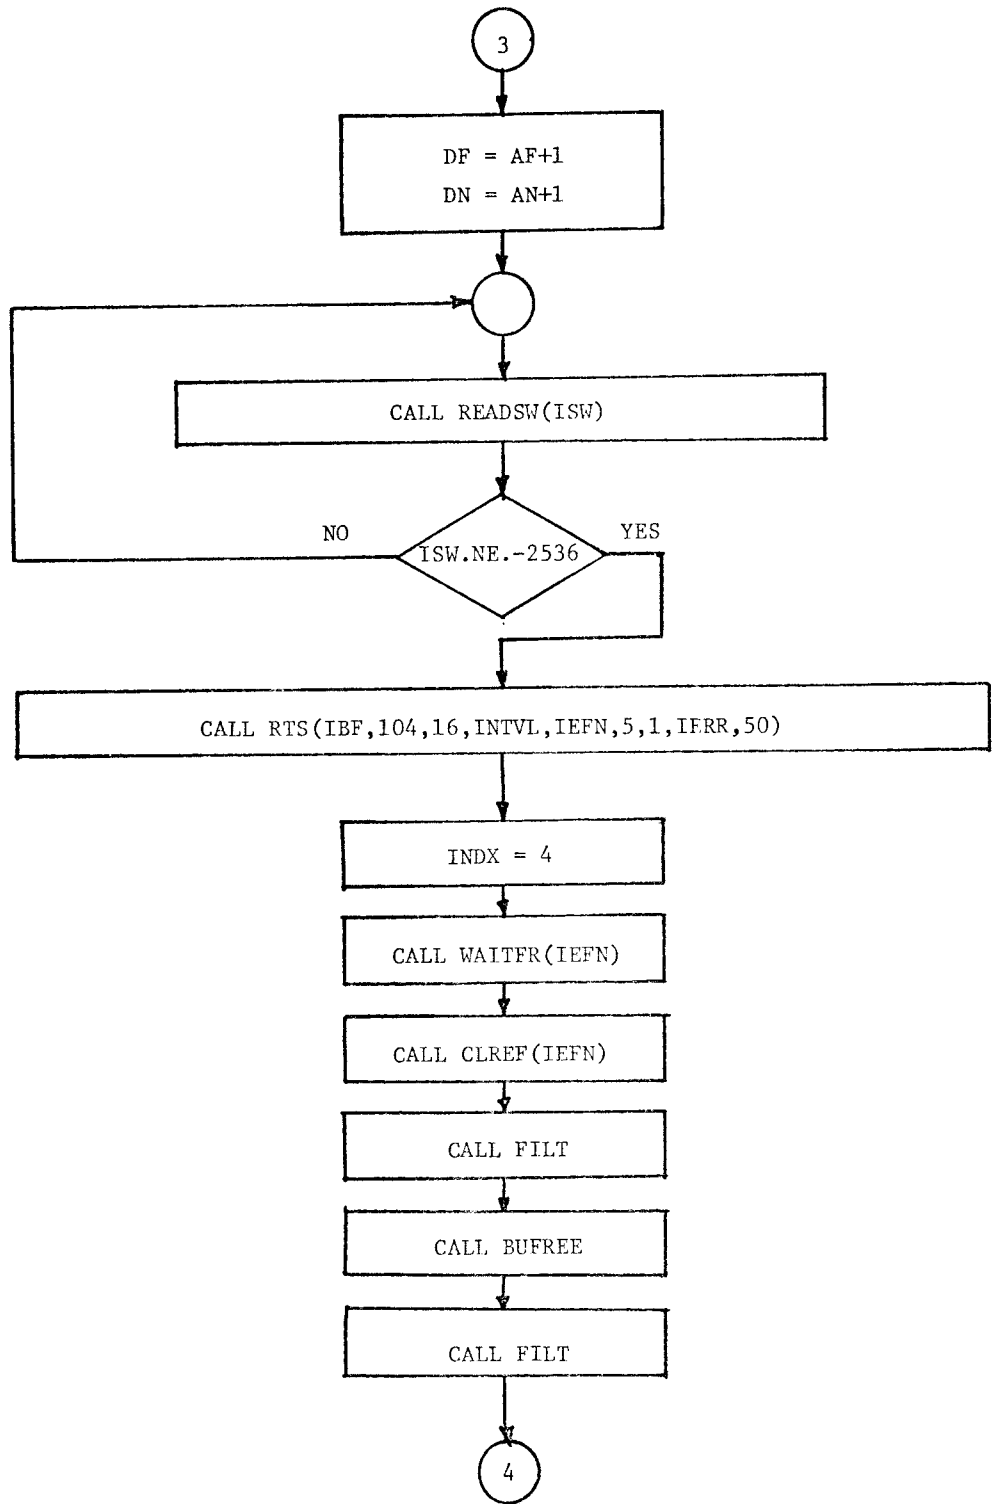 3
DF = AF+1
DN = AN+1
CALL READSW(ISW)
NO
ISW.NE.-2536
YES
CALL RTS(IBF,104,16,INTVL,IEFN,5,1,IERR,50)
INDX = 4
CALL WAITFR(IEFN)
CALL CLREF(IEFN)
CALL FILT
CALL BUFREE
CALL FILT
4